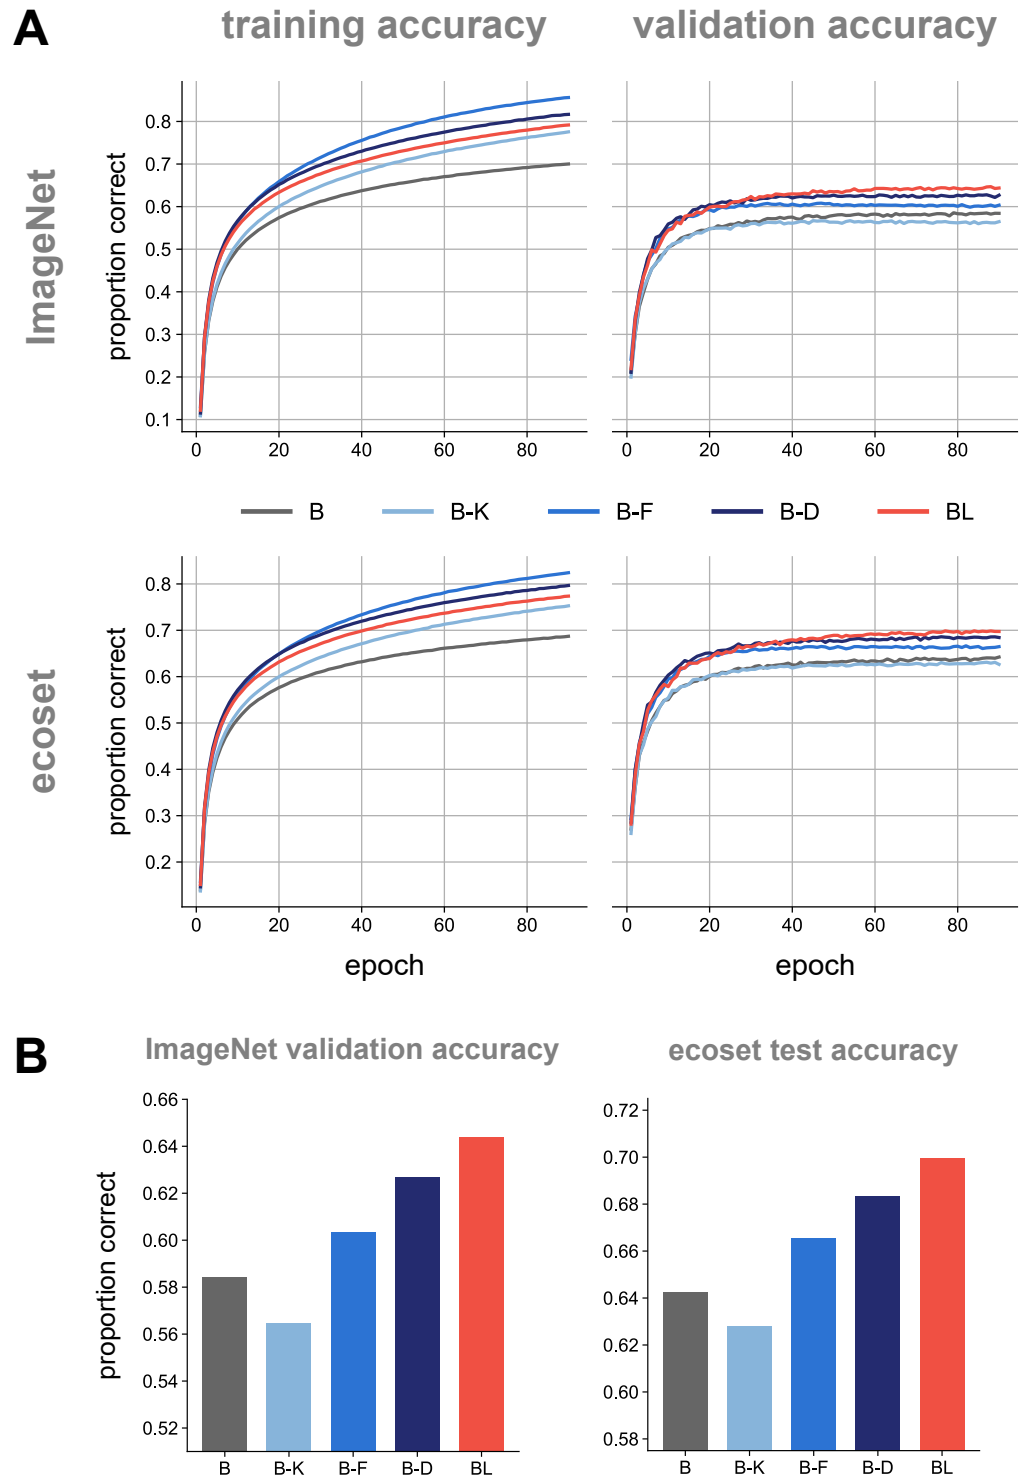 A
training accuracy
validation accuracy
ImageNet
proportion correct
0.8
0.7
0.6
0.5
0.4
0.3
0.2
0.1
0 20 40 60 80
0 20 40 60 80
B B-K B-F B-D BL
ecoset
proportion correct
0.8
0.7
0.6
0.5
0.4
0.3
0.2
0 20 40 60 80
0 20 40 60 80
epoch
epoch
B
ImageNet validation accuracy
proportion correct
0.66
0.64
0.62
0.60
0.58
0.56
0.54
0.52
B B-K B-F B-D BL
ecoset test accuracy
0.72
0.70
0.68
0.66
0.64
0.62
0.60
0.58
B B-K B-F B-D BL